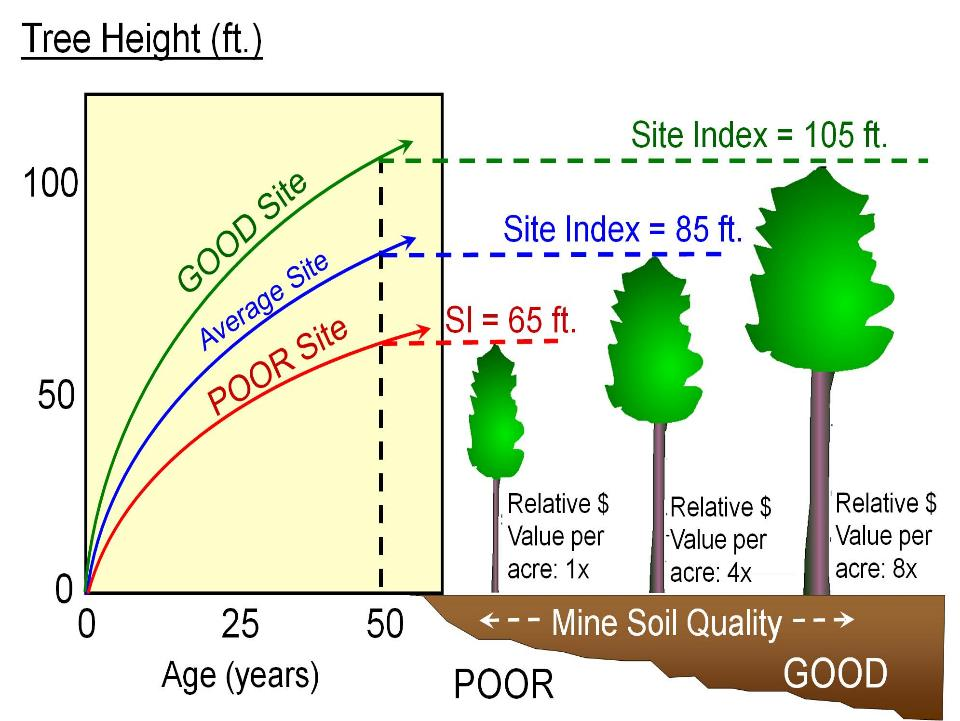 Tree Height (ft.)
Site Index = 105 ft.
100
GOOD Site
Site Index = 85 ft.
Average Site
SI = 65 ft.
POOR Site
50
Relative $
Value per
acre: 1x
Relative $
Value per
acre: 4x
Relative $
Value per
acre: 8x
0
0 25 50
Mine Soil Quality
Age (years)
POOR
GOOD